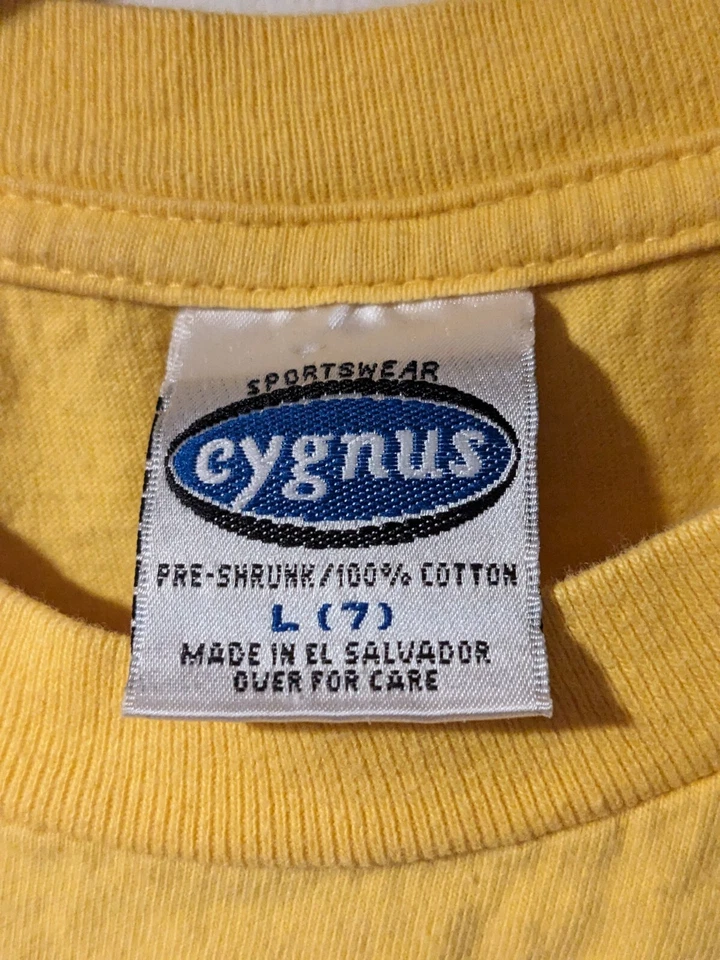 SPORTSWEAR
cygnus
PRE-SHRUNK/100% COTTON
L (7)
MADE IN EL SALVADOR
OVER FOR CARE